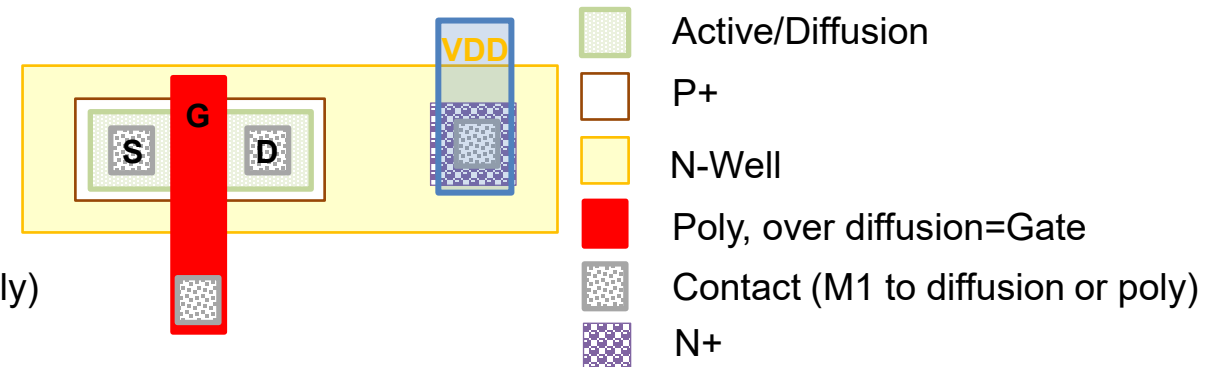 VDD
G
S D
ly)
Active/Diffusion
P+
N-Well
Poly, over diffusion=Gate
Contact (M1 to diffusion or poly)
N+